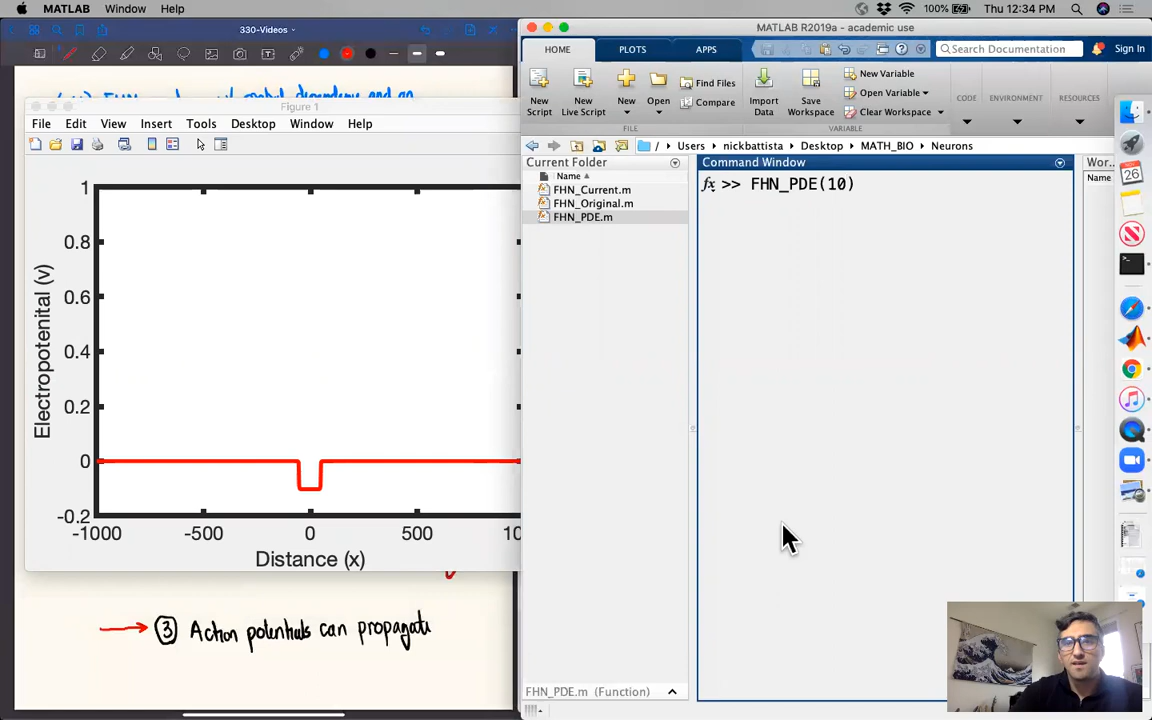 MATLAB Window Help
100% Thu 12:34 PM
330-Videos
MATLAB R2019a - academic use
HOME PLOTS APPS
Search Documentation
Sign In
New Script
New Live Script
New
Open
Find Files
Compare
Import Data
Save Workspace
New Variable
Open Variable
Clear Workspace
CODE
ENVIRONMENT
RESOURCES
FILE
VARIABLE
/ Users nickbattista Desktop MATH_BIO Neurons
Current Folder
Name
FHN_Current.m
FHN_Original.m
FHN_PDE.m
FHN_PDE.m (Function)
Command Window
fx >> FHN_PDE(10)
Wor...
Name
26
Figure 1
File Edit View Insert Tools Desktop Window Help
1
0.8
0.6
0.4
0.2
0
-0.2
-1000 -500 0 500 10
Electropotenital (v)
Distance (x)
→ ③ Action potentials can propagate